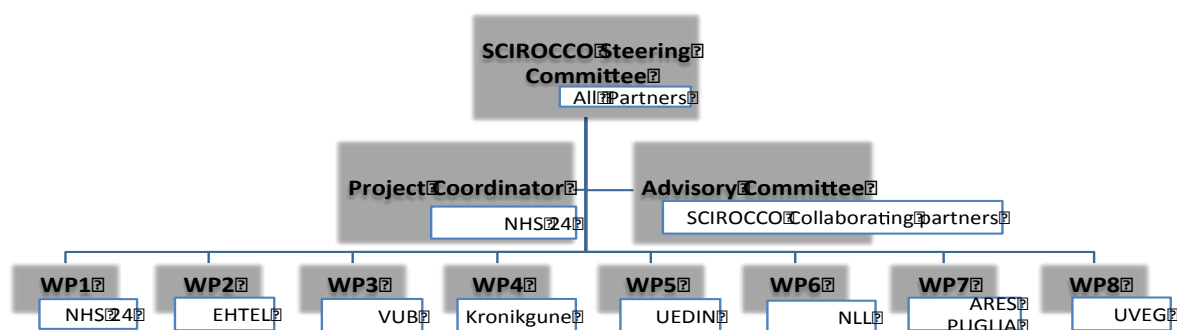 SCIROCCO Steering
Committee
All Partners
Project Coordinator
NHS 24
Advisory Committee
SCIROCCO Collaborating partners
WP1
NHS 24
WP2
EHTEL
WP3
VUB
WP4
Kronikgune
WP5
UEDIN
WP6
NLL
WP7
ARES
PUGLIA
WP8
UVEG